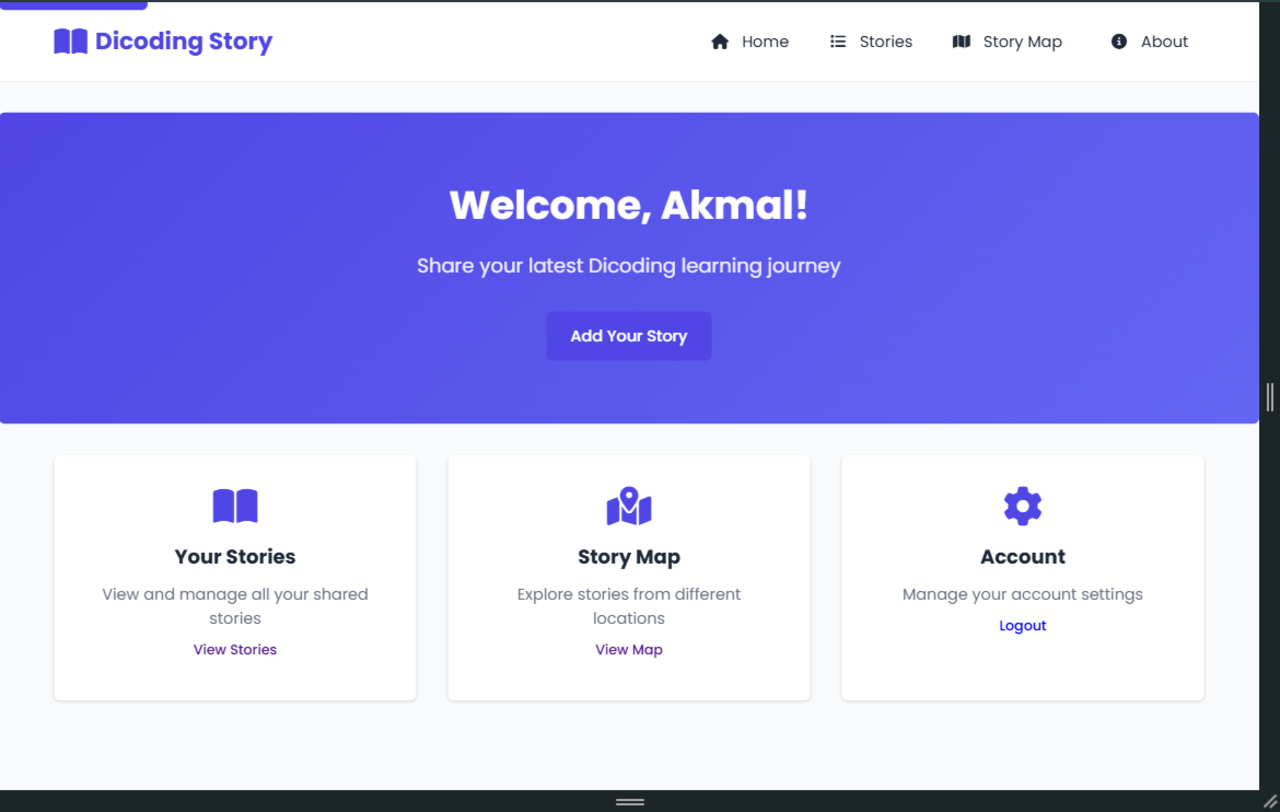 Dicoding Story
Home
Stories
Story Map
About
Welcome, Akmal!
Share your latest Dicoding learning journey
Add Your Story
Your Stories
View and manage all your shared
stories
View Stories
Story Map
Explore stories from different
locations
View Map
Account
Manage your account settings
Logout